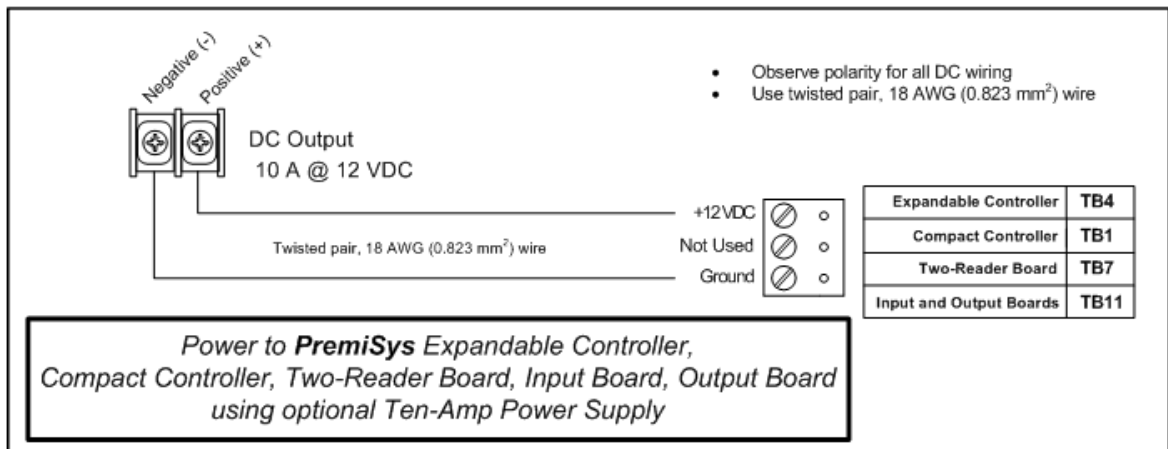 Negative (-)
Positive (+)
• Observe polarity for all DC wiring
• Use twisted pair, 18 AWG (0.823 mm²) wire
DC Output
10 A @ 12 VDC
+12VDC
Not Used
Ground
Twisted pair, 18 AWG (0.823 mm²) wire
Expandable Controller TB4
Compact Controller TB1
Two-Reader Board TB7
Input and Output Boards TB11
Power to PremiSys Expandable Controller,
Compact Controller, Two-Reader Board, Input Board, Output Board
using optional Ten-Amp Power Supply